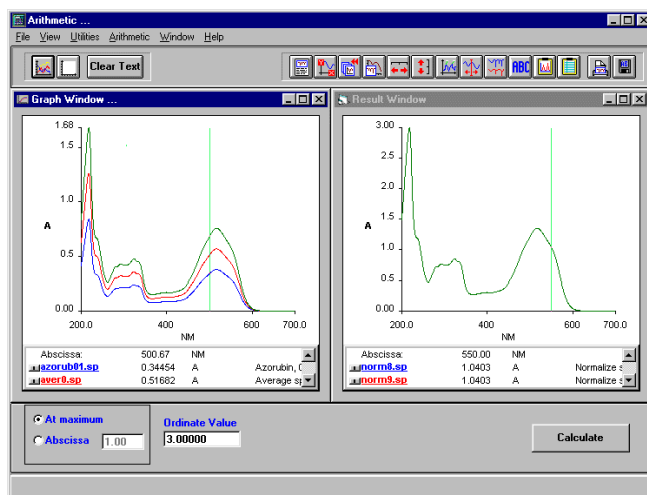 Arithmetic ...
File View Utilities Arithmetic Window Help
Clear Text
ABC
Graph Window ...
1.68
1.5
1.0
A
0.5
0.00
200.0 400 600 700.0
NM
Abscissa: 500.67 NM
azorub01.sp 0.34454 A Azorubin, 0
aver0.sp 0.51682 A Average sp
Result Window
3.00
2.5
2.0
A
1.5
1.0
0.5
0.00
200.0 400 600 700.0
NM
Abscissa: 550.00 NM
norm8.sp 1.0403 A Normalize s
norm9.sp 1.0403 A Normalize s
At maximum
Abscissa 1.00
Ordinate Value
3.00000
Calculate